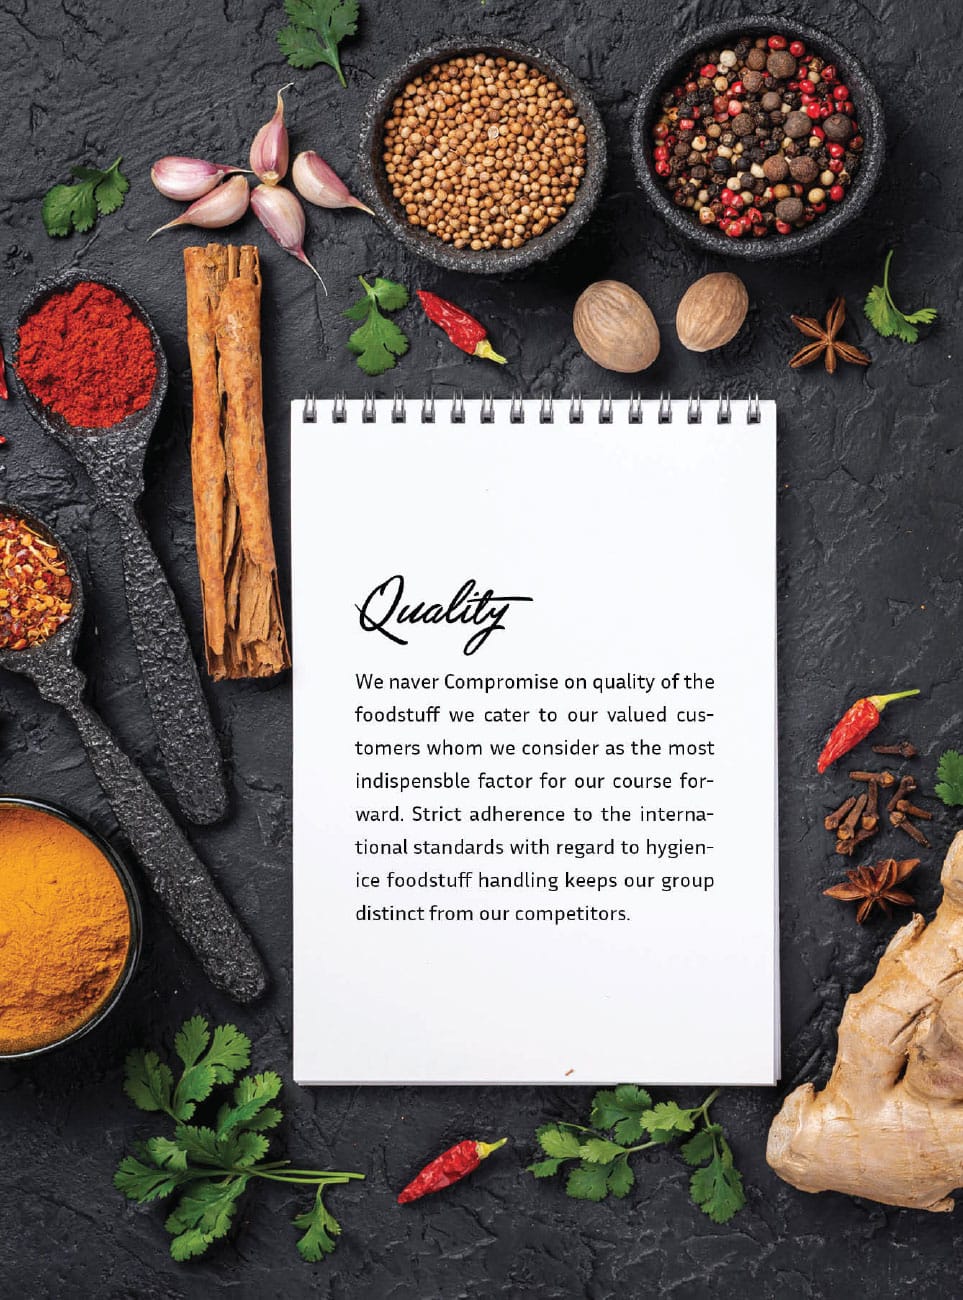 Quality
We naver Compromise on quality of the
foodstuff we cater to our valued cus-
tomers whom we consider as the most
indispensble factor for our course for-
ward. Strict adherence to the interna-
tional standards with regard to hygien-
ice foodstuff handling keeps our group
distinct from our competitors.